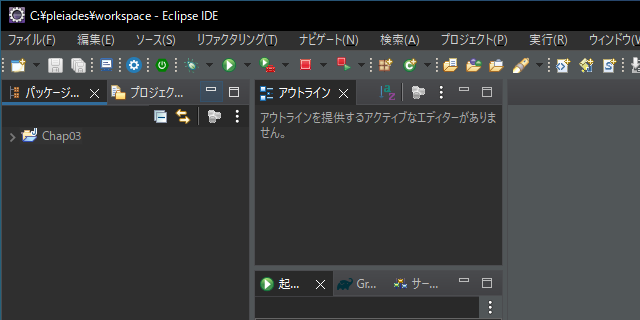 C:¥pleiades¥workspace - Eclipse IDE
ファイル(F) 編集(E) ソース(S) リファクタリング(T) ナビゲート(N) 検索(A) プロジェクト(P) 実行(R) ウィンドウ(W
パッケージ... プロジェク... アウトライン
アウトラインを提供するアクティブなエディターがありま
せん。
Chap03
起... Gr... サー...